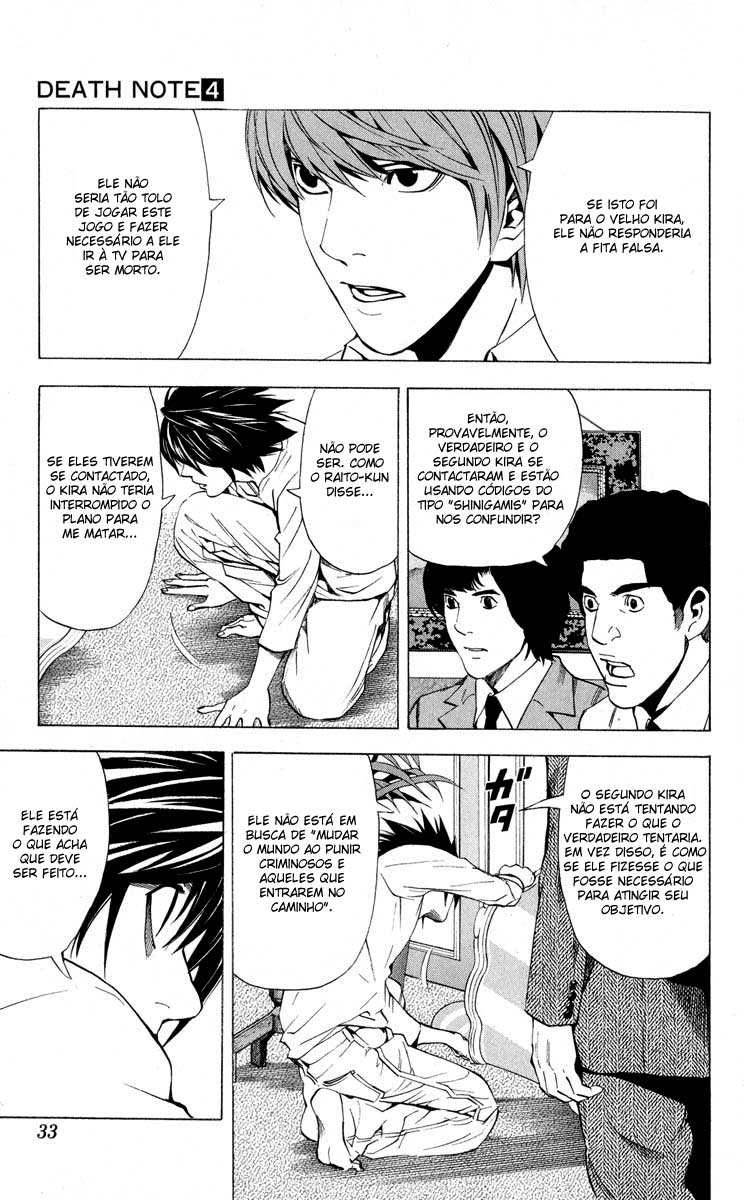 DEATH NOTE 4
SE ISTO FOI
PARA O VELHO KIRA,
ELE NÃO RESPONDERIA
A FITA FALSA.
ELE NÃO
SERIA TÃO TOLO
DE JOGAR ESTE
JOGO E FAZER
NECESSÁRIO A ELE
IR À TV PARA
SER MORTO.
ENTÃO,
PROVAVELMENTE, O
VERDADEIRO E O
SEGUNDO KIRA SE
CONTACTARAM E ESTÃO
USANDO CÓDIGOS DO
TIPO "SHINIGAMIS" PARA
NOS CONFUNDIR?
NÃO PODE
SER. COMO
O RAITO-KUN
DISSE...
SE ELES TIVEREM
SE CONTACTADO,
O KIRA NÃO TERIA
INTERROMPIDO O
PLANO PARA
ME MATAR...
O SEGUNDO KIRA
NÃO ESTÁ TENTANDO
FAZER O QUE O
VERDADEIRO TENTARIA.
EM VEZ DISSO, É COMO
SE ELE FIZESSE O QUE
FOSSE NECESSÁRIO
PARA ATINGIR SEU
OBJETIVO.
ガタ
ELE NÃO ESTÁ EM
BUSCA DE "MUDAR
O MUNDO AO PUNIR
CRIMINOSOS E
AQUELES QUE
ENTRAREM NO
CAMINHO".
ELE ESTÁ
FAZENDO
O QUE ACHA
QUE DEVE
SER FEITO...
33